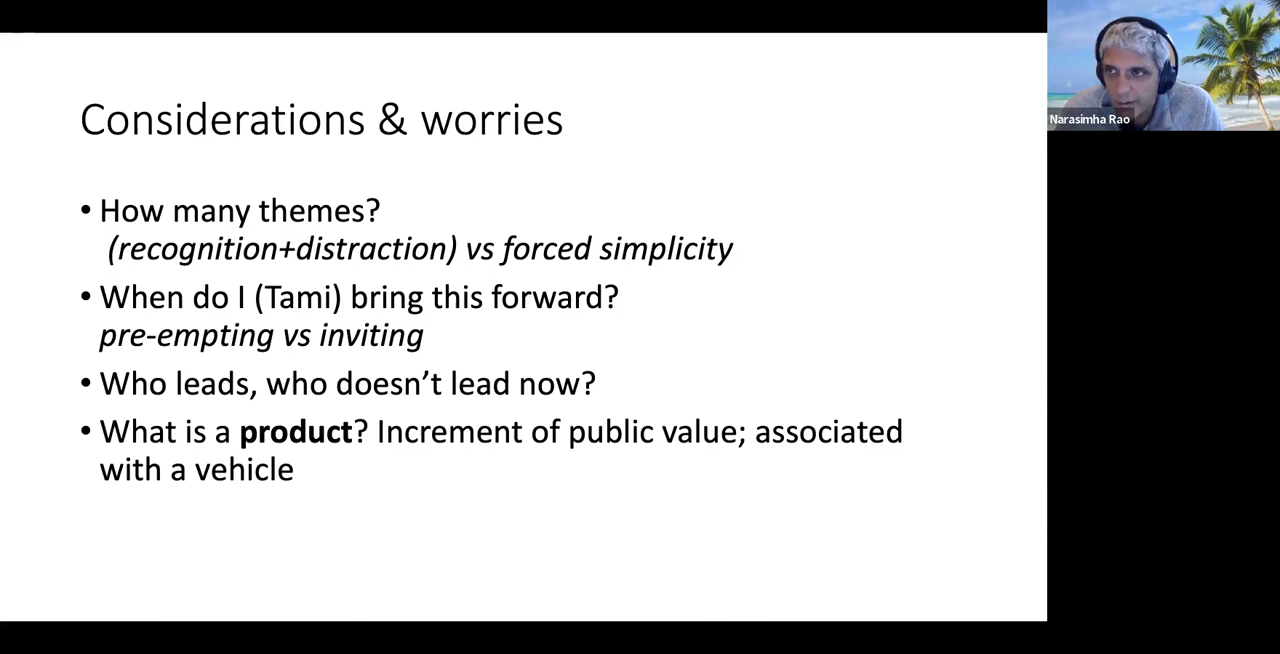 Considerations & worries
• How many themes?
(recognition+distraction) vs forced simplicity
• When do I (Tami) bring this forward?
pre-empting vs inviting
• Who leads, who doesn’t lead now?
• What is a product? Increment of public value; associated
with a vehicle
Narasimha Rao